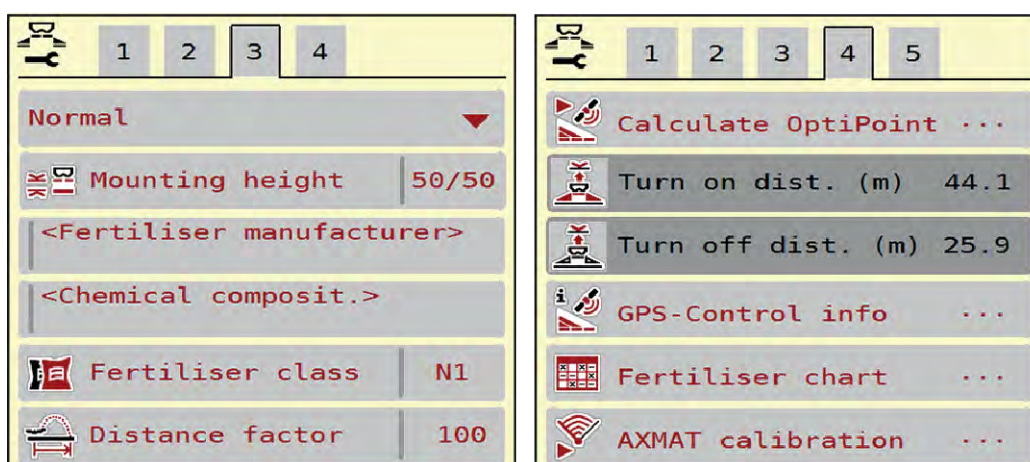 1 2 3 4
Normal
Mounting height 50/50
<Fertiliser manufacturer>
<Chemical composit.>
Fertiliser class N1
Distance factor 100
1 2 3 4 5
Calculate OptiPoint ...
Turn on dist. (m) 44.1
Turn off dist. (m) 25.9
i
GPS-Control info ...
Fertiliser chart ...
AXMAT calibration ...